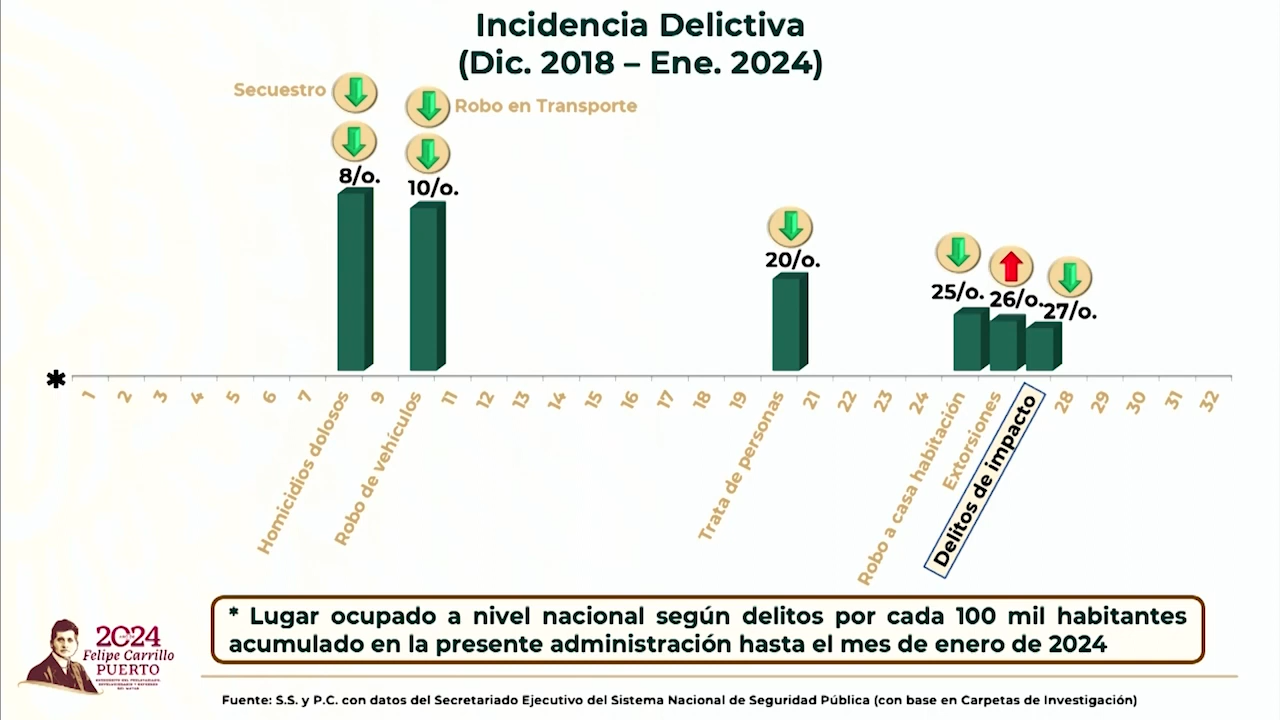 Incidencia Delictiva
(Dic. 2018 – Ene. 2024)
Secuestro
Robo en Transporte
8/o.
10/o.
20/o.
25/o.
26/o.
27/o.
*
1
2
3
4
5
6
7
Homicidios dolosos
9
Robo de vehículos
11
12
13
14
15
16
17
18
19
Trata de personas
21
22
23
24
Robo a casa habitación
Extorsiones
Delitos de impacto
28
29
30
31
32
* Lugar ocupado a nivel nacional según delitos por cada 100 mil habitantes
acumulado en la presente administración hasta el mes de enero de 2024
2024
Felipe Carrillo
PUERTO
Fuente: S.S. y P.C. con datos del Secretariado Ejecutivo del Sistema Nacional de Seguridad Pública (con base en Carpetas de Investigación)